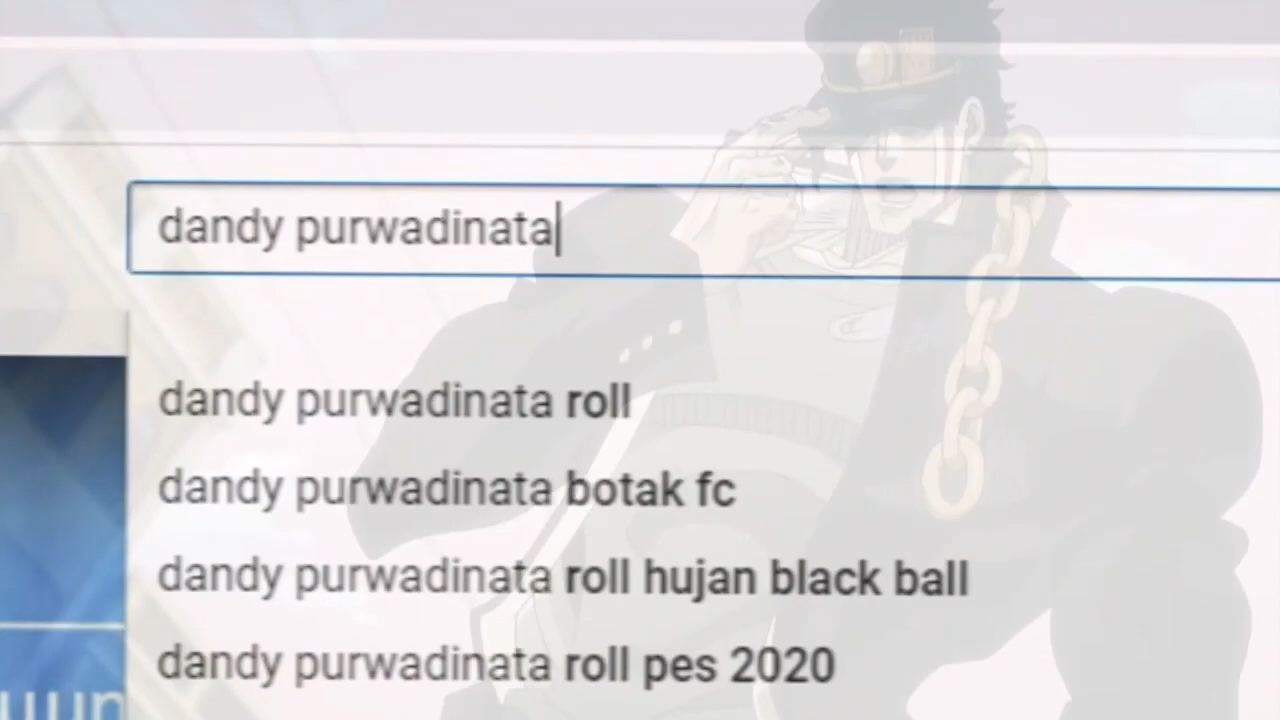 dandy purwadinata
dandy purwadinata roll
dandy purwadinata botak fc
dandy purwadinata roll hujan black ball
dandy purwadinata roll pes 2020